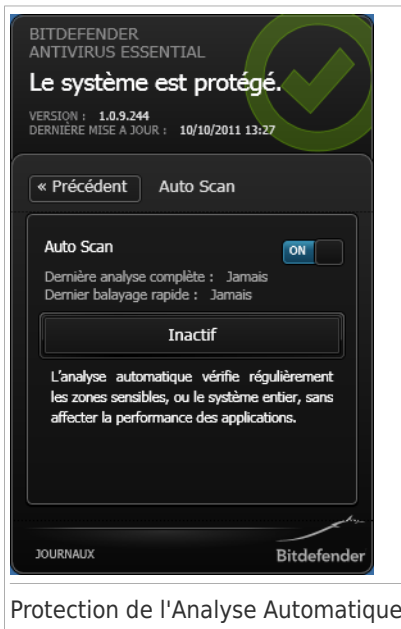 BITDEFENDER
ANTIVIRUS ESSENTIAL
Le système est protégé.
VERSION : 1.0.9.244
DERNIÈRE MISE A JOUR : 10/10/2011 13:27
« Précédent Auto Scan
Auto Scan ON
Dernière analyse complète : Jamais
Dernier balayage rapide : Jamais
Inactif
L'analyse automatique vérifie régulièrement
les zones sensibles, ou le système entier, sans
affecter la performance des applications.
JOURNAUX Bitdefender
Protection de l'Analyse Automatique